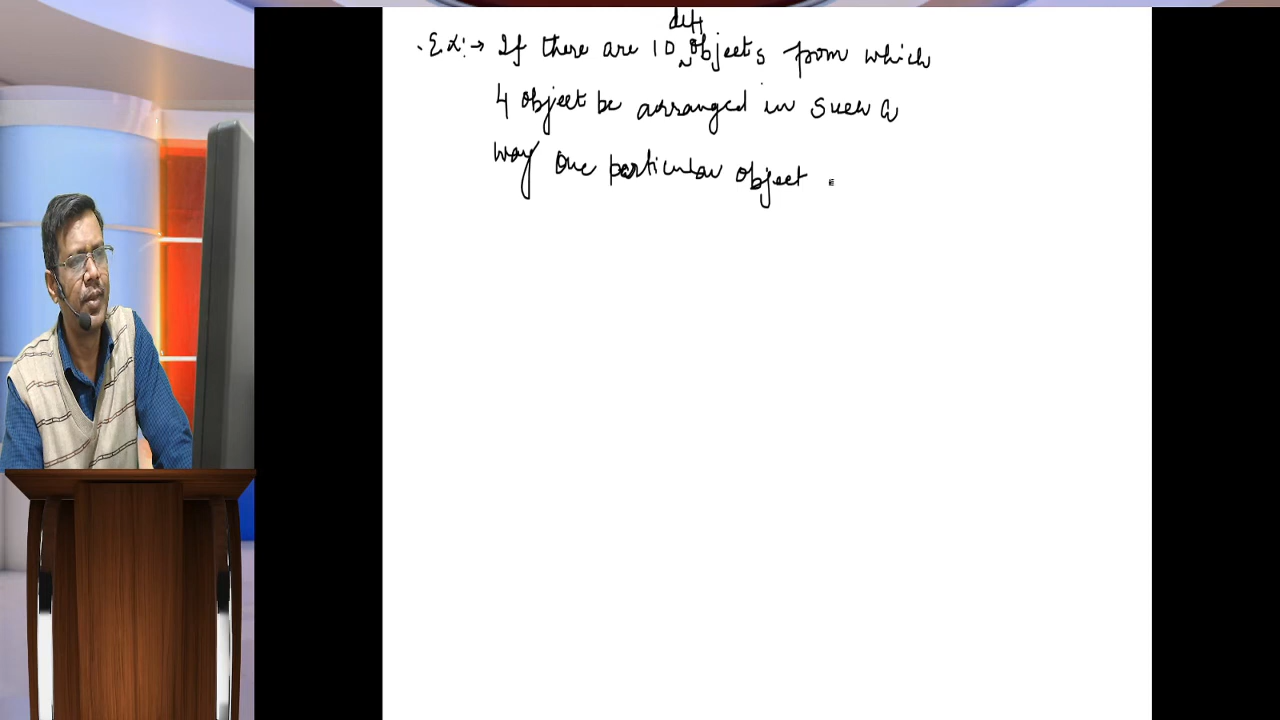 diff
Ex:→ If there are 10 objects from which
4 object be arranged in such a
way one particular object